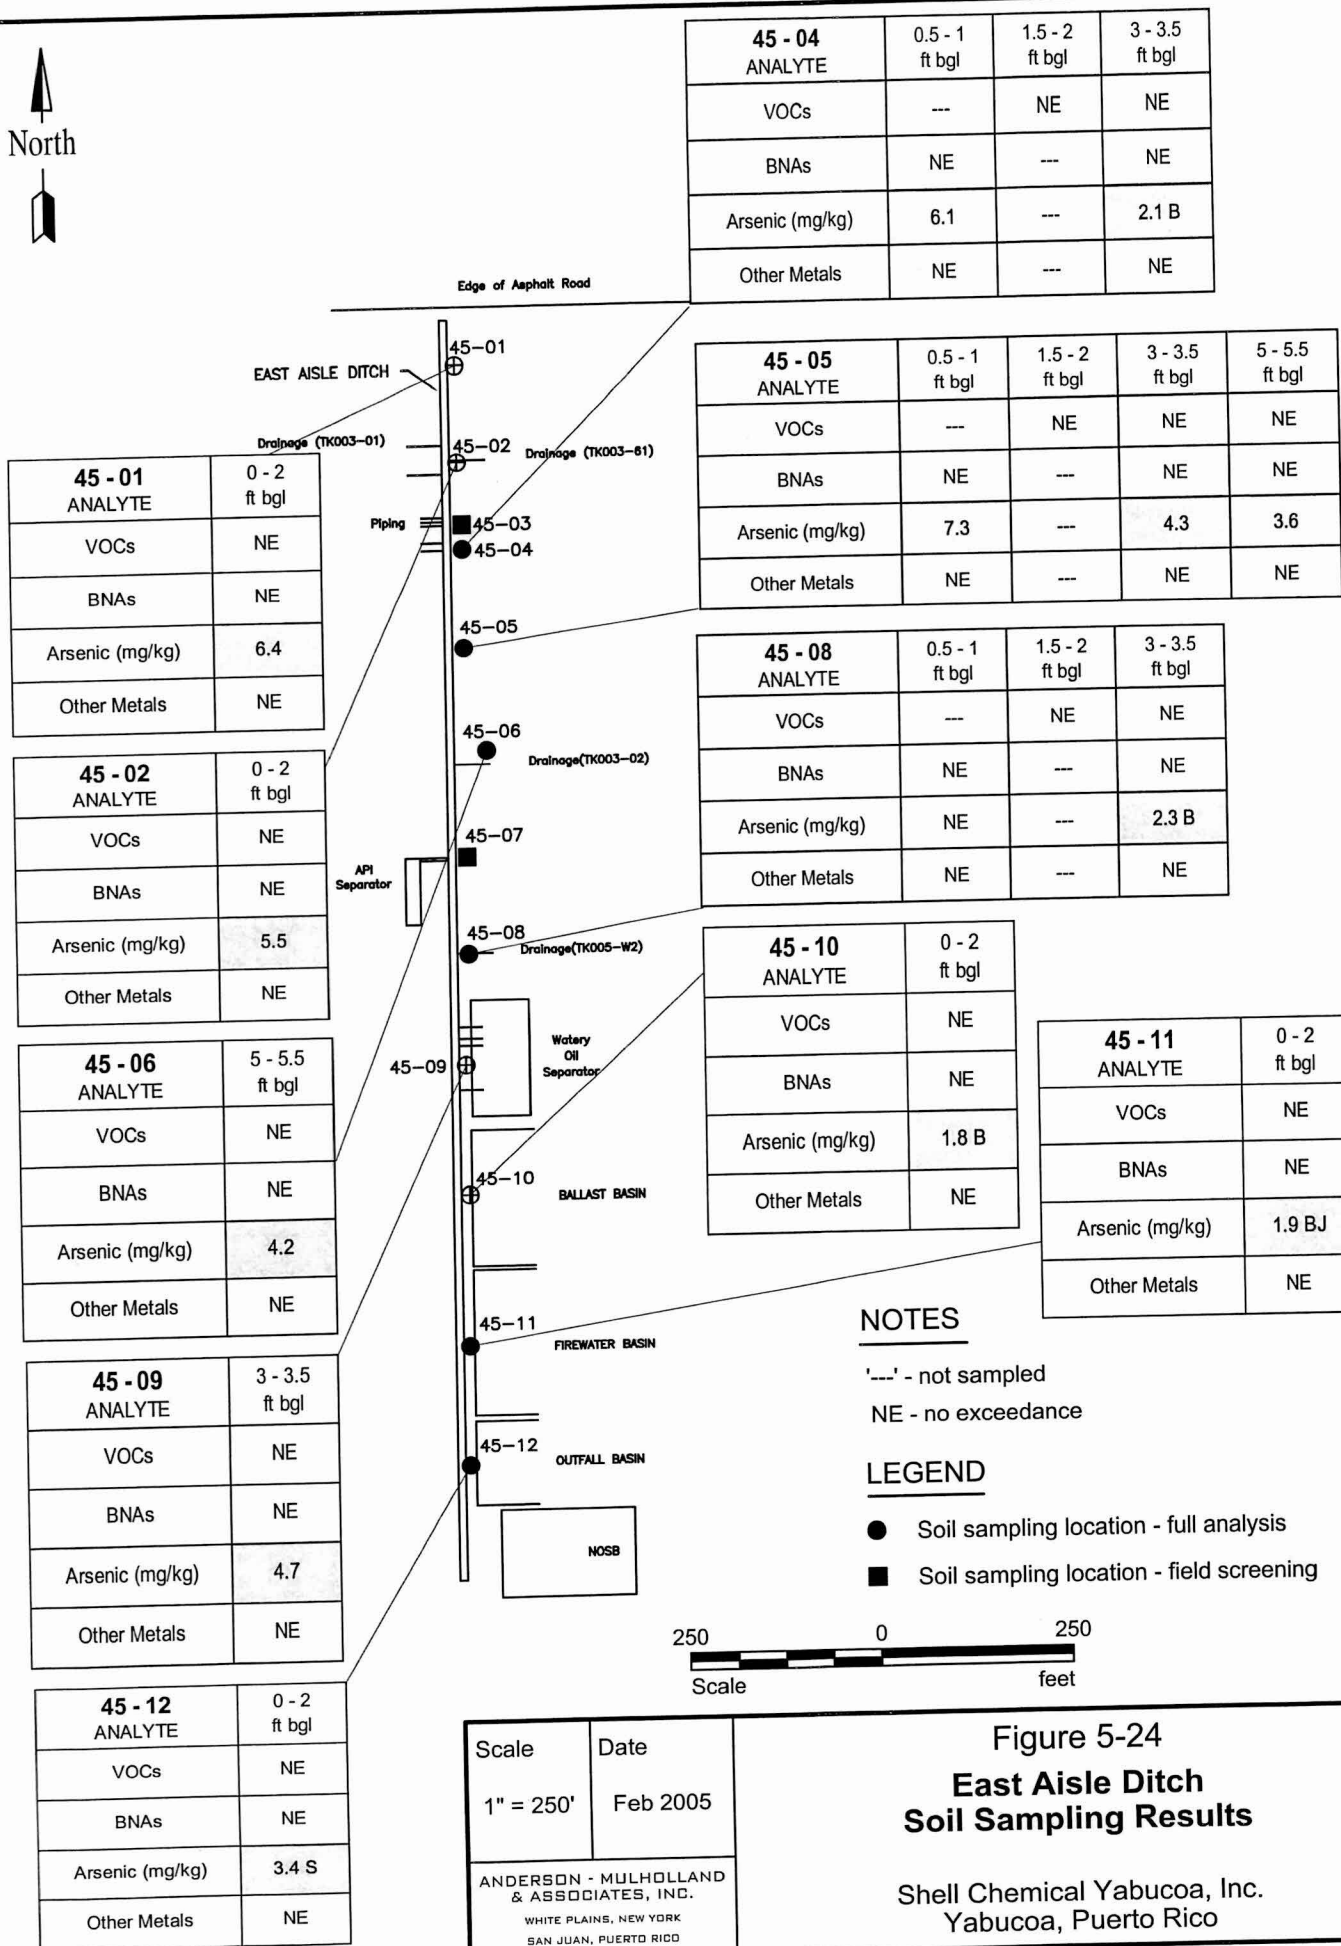 North
45 - 04 0.5 - 1 1.5 - 2 3 - 3.5
ANALYTE ft bgl ft bgl ft bgl
VOCs --- NE NE
BNAs NE --- NE
Arsenic (mg/kg) 6.1 --- 2.1 B
Other Metals NE --- NE
Edge of Asphalt Road
45-01
EAST AISLE DITCH
Drainage (TK003-01)
45-02
Drainage (TK003-61)
Piping
45-03
45-04
45-05
45-06
Drainage(TK003-02)
45-07
API
Separator
45-08
Drainage(TK005-W2)
45-09
Watery
Oil
Separator
45-10
BALLAST BASIN
45-11
FIREWATER BASIN
45-12
OUTFALL BASIN
NOSB
45 - 05 0.5 - 1 1.5 - 2 3 - 3.5 5 - 5.5
ANALYTE ft bgl ft bgl ft bgl ft bgl
VOCs --- NE NE NE
BNAs NE --- NE NE
Arsenic (mg/kg) 7.3 --- 4.3 3.6
Other Metals NE --- NE NE
45 - 01 0 - 2
ANALYTE ft bgl
VOCs NE
BNAs NE
Arsenic (mg/kg) 6.4
Other Metals NE
45 - 08 0.5 - 1 1.5 - 2 3 - 3.5
ANALYTE ft bgl ft bgl ft bgl
VOCs --- NE NE
BNAs NE --- NE
Arsenic (mg/kg) NE --- 2.3 B
Other Metals NE --- NE
45 - 02 0 - 2
ANALYTE ft bgl
VOCs NE
BNAs NE
Arsenic (mg/kg) 5.5
Other Metals NE
45 - 10 0 - 2
ANALYTE ft bgl
VOCs NE
BNAs NE
Arsenic (mg/kg) 1.8 B
Other Metals NE
45 - 11 0 - 2
ANALYTE ft bgl
VOCs NE
BNAs NE
Arsenic (mg/kg) 1.9 BJ
Other Metals NE
45 - 06 5 - 5.5
ANALYTE ft bgl
VOCs NE
BNAs NE
Arsenic (mg/kg) 4.2
Other Metals NE
45 - 09 3 - 3.5
ANALYTE ft bgl
VOCs NE
BNAs NE
Arsenic (mg/kg) 4.7
Other Metals NE
45 - 12 0 - 2
ANALYTE ft bgl
VOCs NE
BNAs NE
Arsenic (mg/kg) 3.4 S
Other Metals NE
NOTES
'---' - not sampled
NE - no exceedance
LEGEND
Soil sampling location - full analysis
Soil sampling location - field screening
250 0 250
Scale feet
Scale Date
1" = 250' Feb 2005
ANDERSON - MULHOLLAND
& ASSOCIATES, INC.
WHITE PLAINS, NEW YORK
SAN JUAN, PUERTO RICO
Figure 5-24
East Aisle Ditch
Soil Sampling Results
Shell Chemical Yabucoa, Inc.
Yabucoa, Puerto Rico